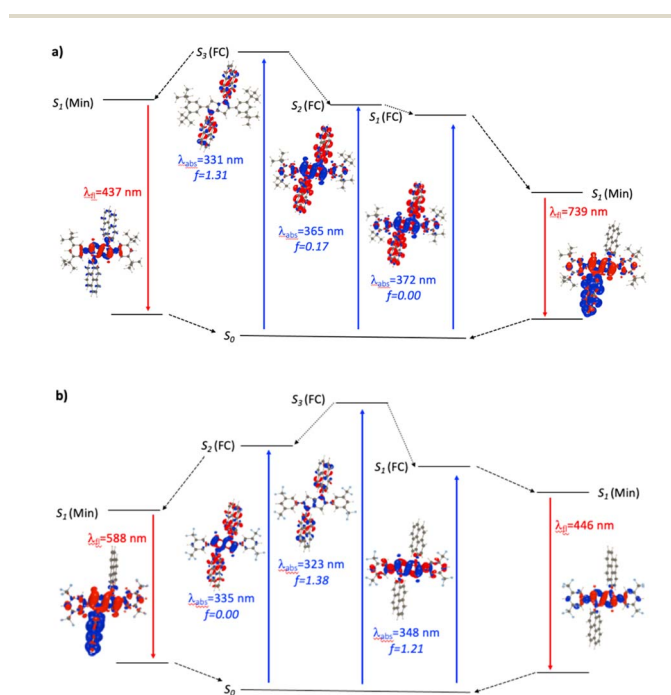 a)
S₃ (FC)
S₁ (Min)
S₂ (FC)
S₁ (FC)
λabs=331 nm
f=1.31
λfl=437 nm
S₁ (Min)
λfl=739 nm
λabs=365 nm
f=0.17
λabs=372 nm
f=0.00
S₀
b)
S₃ (FC)
S₂ (FC)
S₁ (FC)
S₁ (Min)
S₁ (Min)
λfl=588 nm
λfl=446 nm
λabs=323 nm
f=1.38
λabs=335 nm
f=0.00
λabs=348 nm
f=1.21
S₀